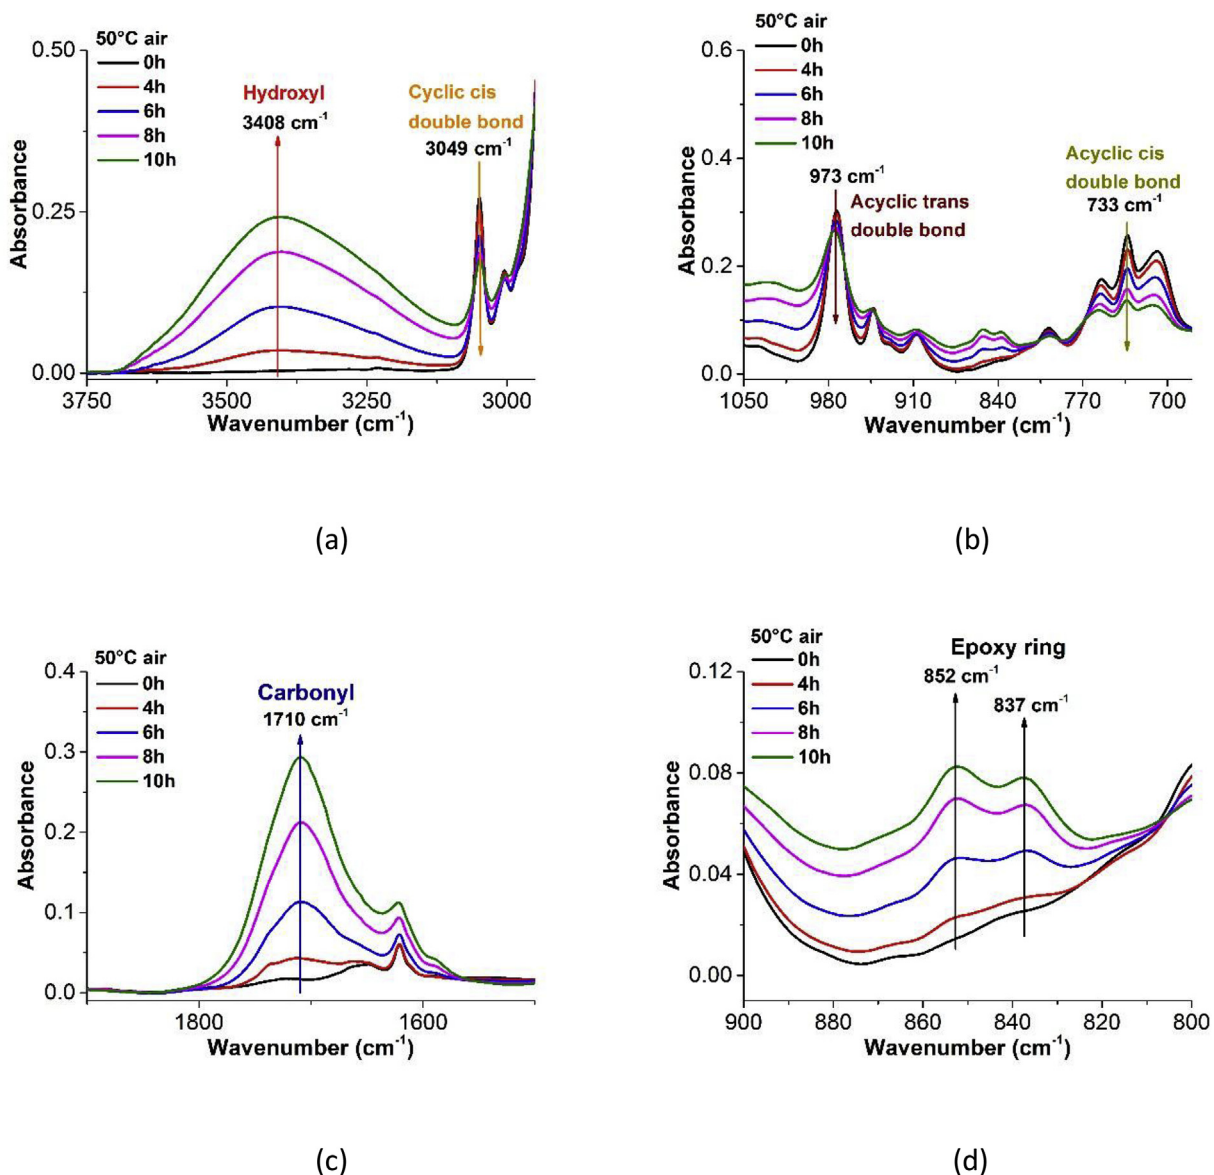 50°C air
0h
4h
6h
8h
10h
Hydroxyl
3408 cm⁻¹
Cyclic cis
double bond
3049 cm⁻¹
0.50
0.25
0.00
Absorbance
3750 3500 3250 3000
Wavenumber (cm⁻¹)
(a)
50°C air
0h
4h
6h
8h
10h
973 cm⁻¹
Acyclic trans
double bond
Acyclic cis
double bond
733 cm⁻¹
0.6
0.4
0.2
0.0
Absorbance
1050 980 910 840 770 700
Wavenumber (cm⁻¹)
(b)
50°C air
0h
4h
6h
8h
10h
Carbonyl
1710 cm⁻¹
0.4
0.3
0.2
0.1
0.0
Absorbance
1800 1600
Wavenumber (cm⁻¹)
(c)
50°C air
0h
4h
6h
8h
10h
Epoxy ring
852 cm⁻¹
837 cm⁻¹
0.12
0.08
0.04
0.00
Absorbance
900 880 860 840 820 800
Wavenumber (cm⁻¹)
(d)